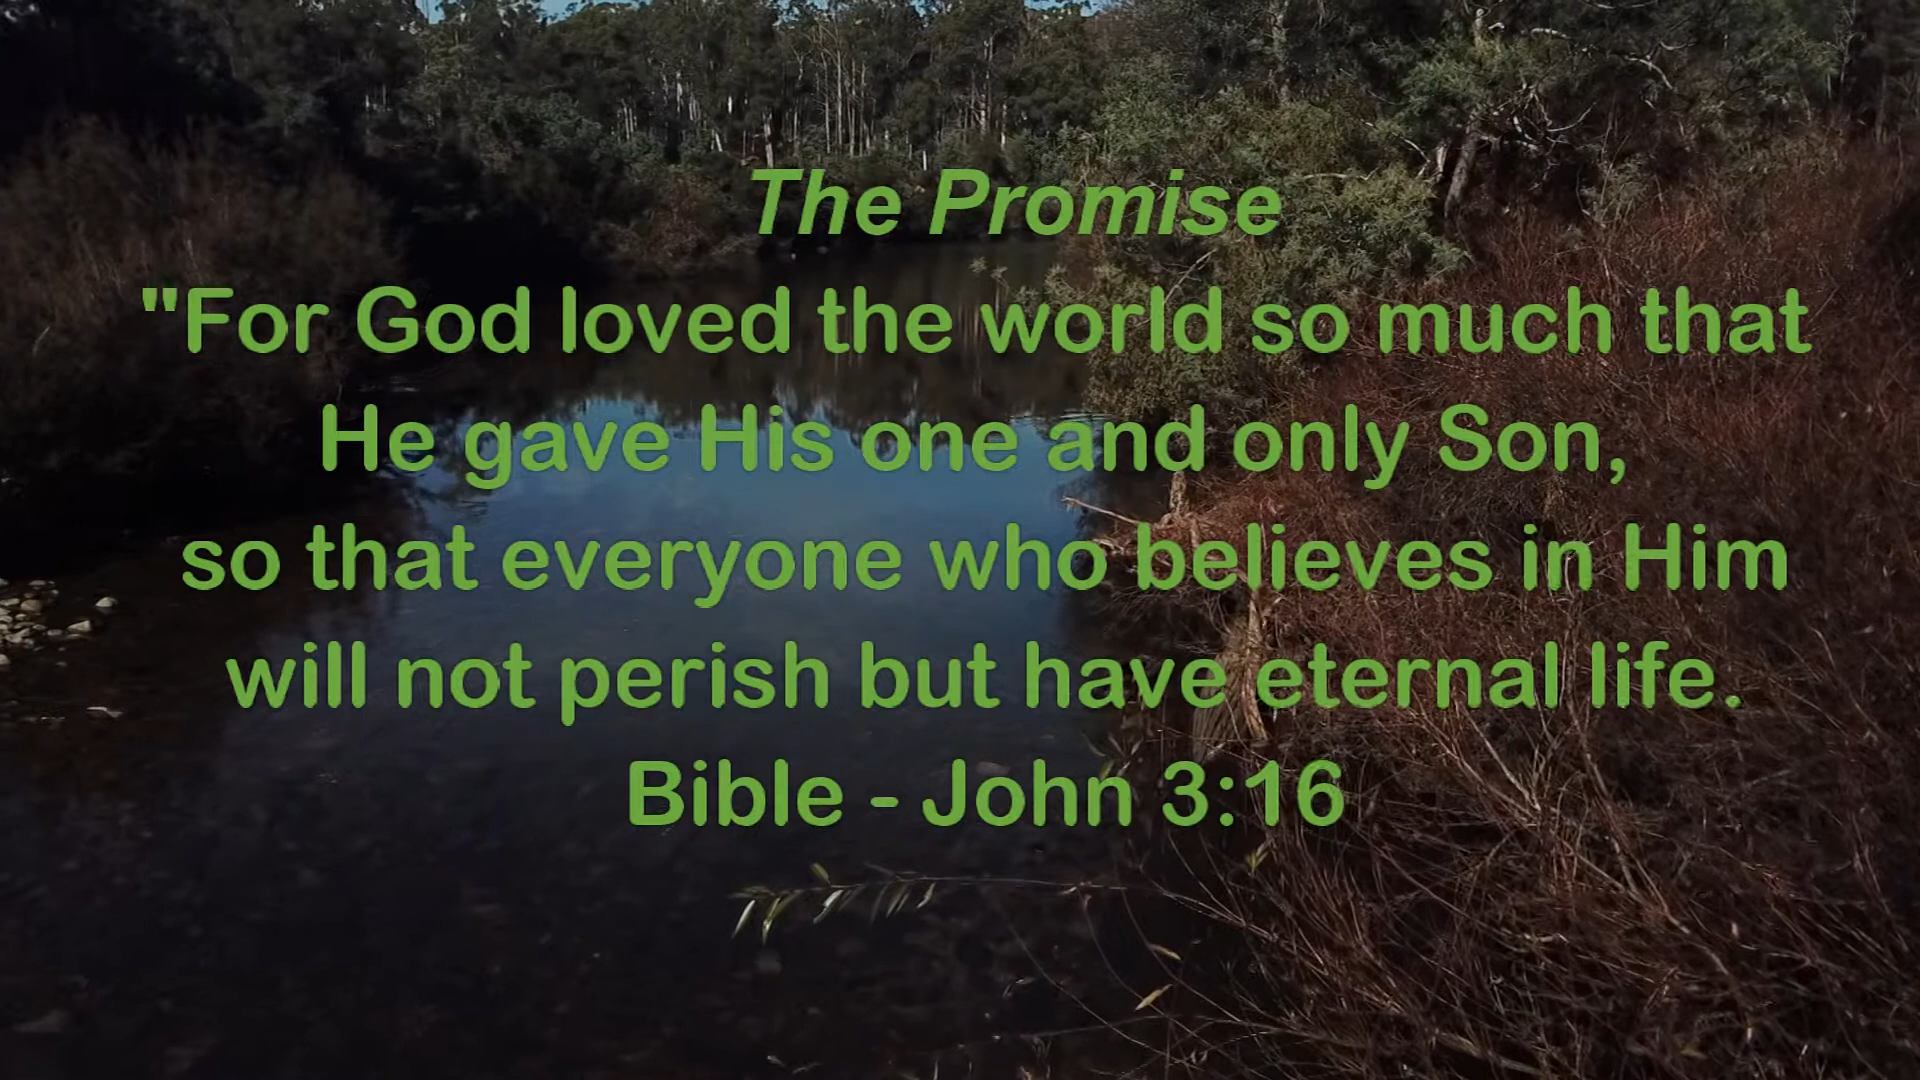 The Promise
"For God loved the world so much that
He gave His one and only Son,
so that everyone who believes in Him
will not perish but have eternal life.
Bible - John 3:16